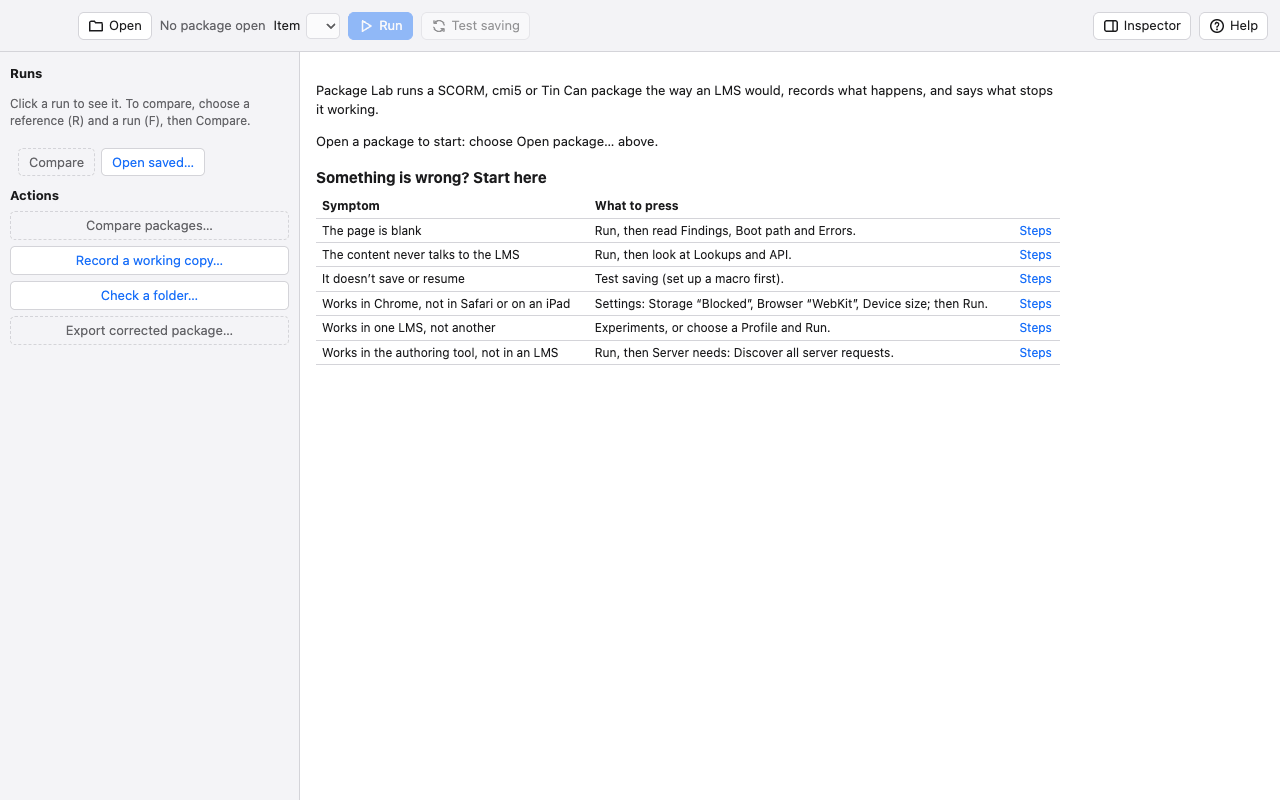 Open No package open Item Run Test saving Inspector Help
Runs
Click a run to see it. To compare, choose a
reference (R) and a run (F), then Compare.
Compare Open saved…
Actions
Compare packages…
Record a working copy…
Check a folder…
Export corrected package…
Package Lab runs a SCORM, cmi5 or Tin Can package the way an LMS would, records what happens, and says what stops
it working.
Open a package to start: choose Open package… above.
Something is wrong? Start here
Symptom What to press
The page is blank Run, then read Findings, Boot path and Errors. Steps
The content never talks to the LMS Run, then look at Lookups and API. Steps
It doesn’t save or resume Test saving (set up a macro first). Steps
Works in Chrome, not in Safari or on an iPad Settings: Storage “Blocked”, Browser “WebKit”, Device size; then Run. Steps
Works in one LMS, not another Experiments, or choose a Profile and Run. Steps
Works in the authoring tool, not in an LMS Run, then Server needs: Discover all server requests. Steps